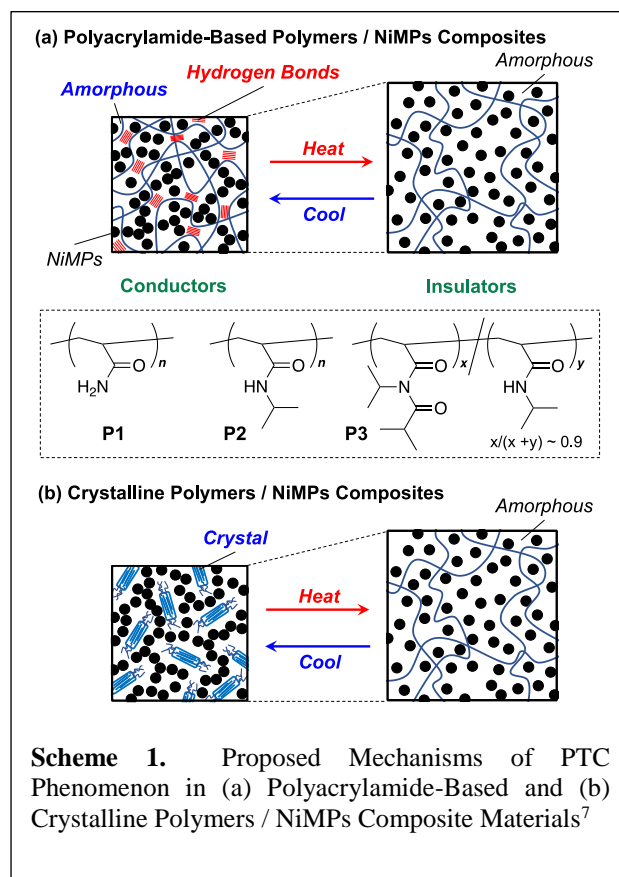 (a) Polyacrylamide-Based Polymers / NiMPs Composites
Hydrogen Bonds
Amorphous
Amorphous
Heat
Cool
NiMPs
Conductors
Insulators
n
O
H2N
P1
n
O
HN
P2
x
O
N
O
P3
y
O
HN
x/(x +y) ~ 0.9
(b) Crystalline Polymers / NiMPs Composites
Amorphous
Crystal
Heat
Cool
Scheme 1. Proposed Mechanisms of PTC
Phenomenon in (a) Polyacrylamide-Based and (b)
Crystalline Polymers / NiMPs Composite Materials7